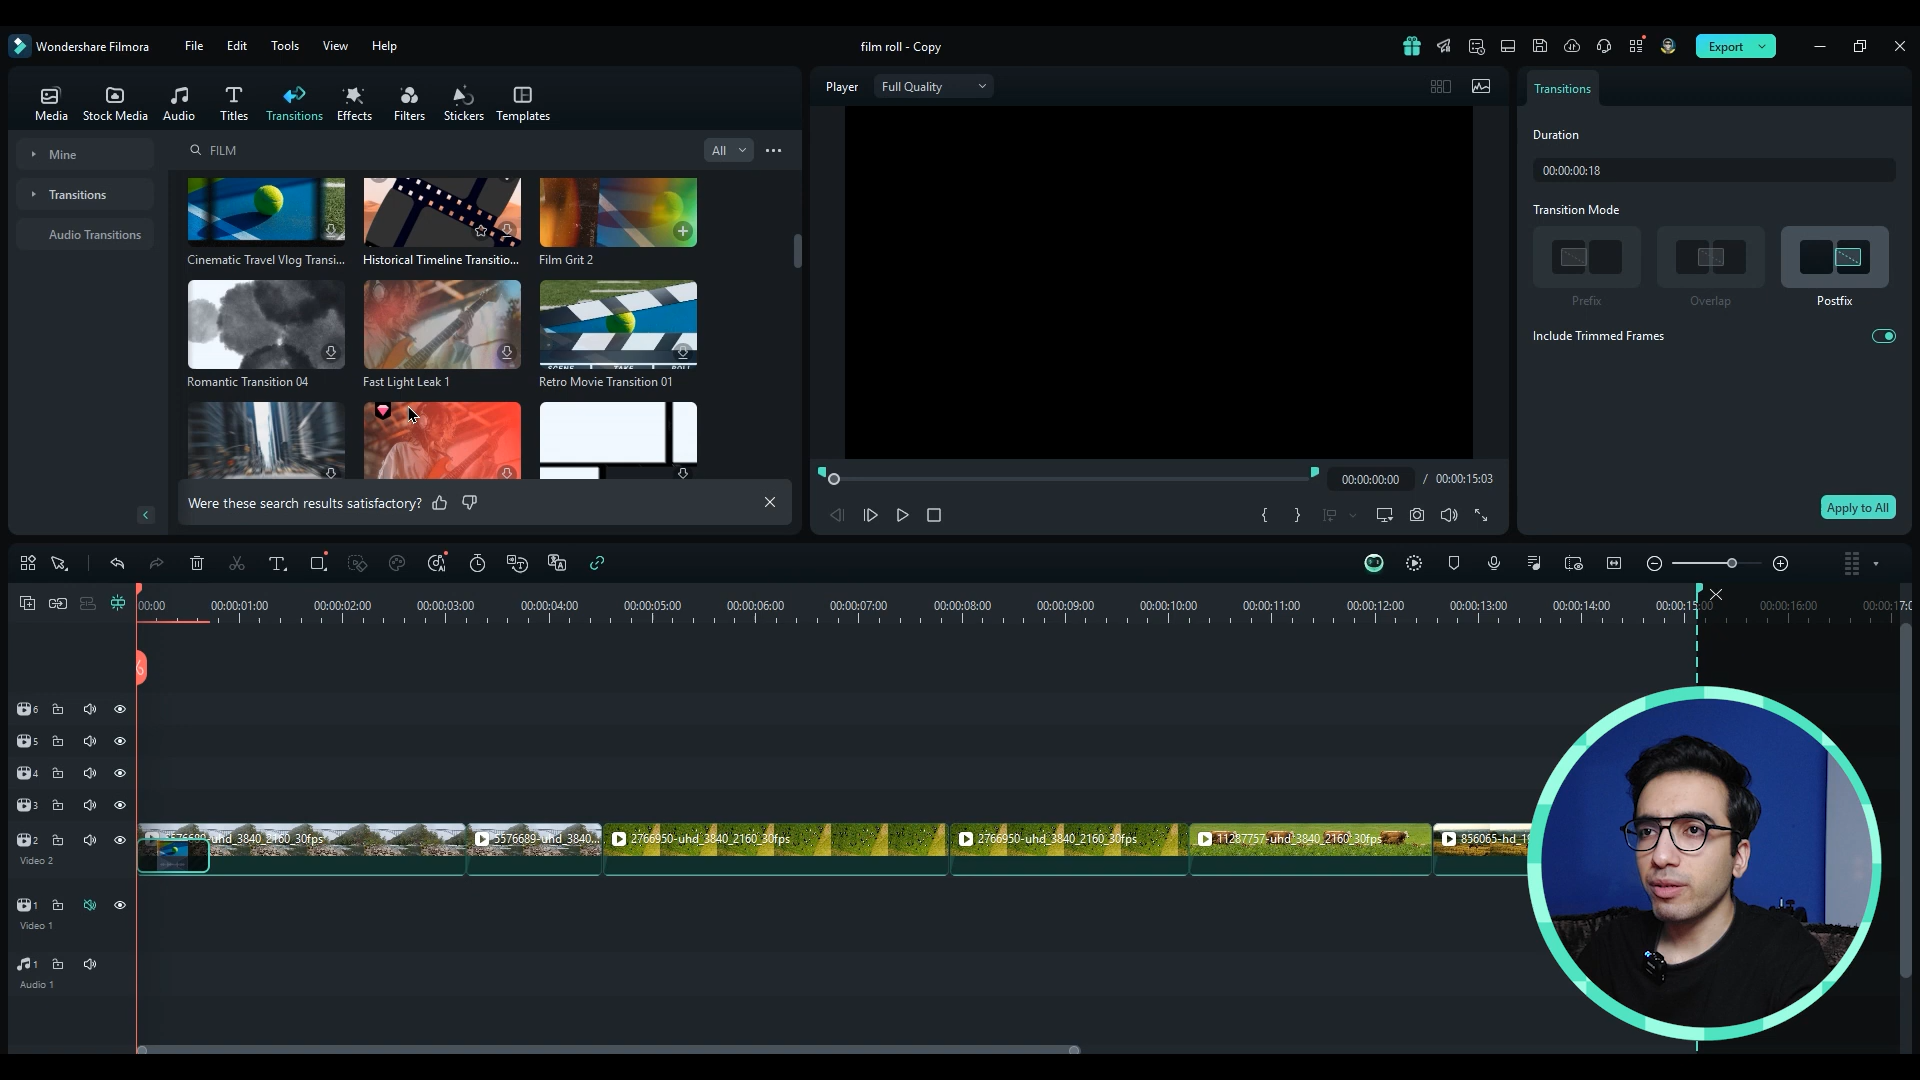 Wondershare Filmora
File
Edit
Tools
View
Help
film roll - Copy
Export
Media
Stock Media
Audio
Titles
Transitions
Effects
Filters
Stickers
Templates
Player
Full Quality
Transitions
Mine
Transitions
Audio Transitions
FILM
All
Cinematic Travel Vlog Transi...
Historical Timeline Transitio...
Film Grit 2
Romantic Transition 04
Fast Light Leak 1
Retro Movie Transition 01
SCENE TAKE ROLL
Were these search results satisfactory?
00:00:00:00 / 00:00:15:03
Duration
00:00:00:18
Transition Mode
Prefix
Overlap
Postfix
Include Trimmed Frames
Apply to All
00:00
00:00:01:00
00:00:02:00
00:00:03:00
00:00:04:00
00:00:05:00
00:00:06:00
00:00:07:00
00:00:08:00
00:00:09:00
00:00:10:00
00:00:11:00
00:00:12:00
00:00:13:00
00:00:14:00
00:00:15:00
00:00:16:00
00:00:17:0
6
5
4
3
2
Video 2
5576689-uhd_3840_2160_30fps
5576689-uhd_3840...
2766950-uhd_3840_2160_30fps
2766950-uhd_3840_2160_30fps
11287757-uhd_3840_2160_30fps
856065-hd_19
1
Video 1
1
Audio 1